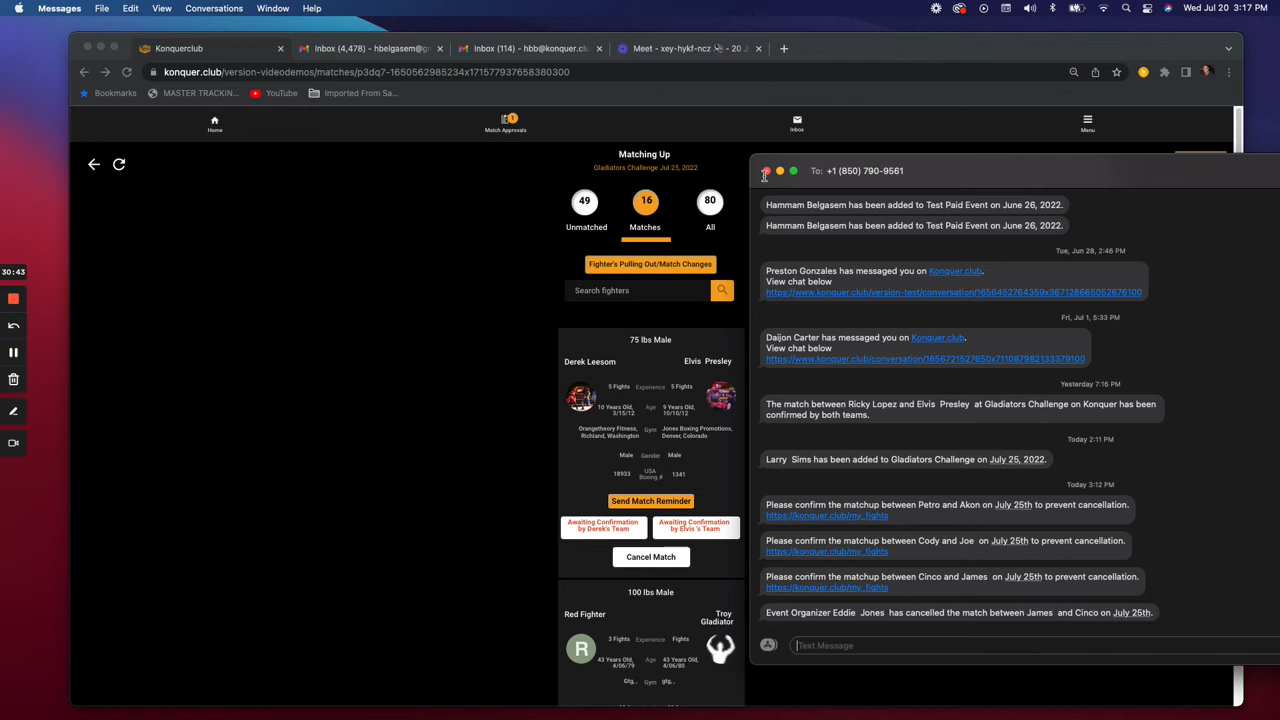 Messages File Edit View Conversation Window Help
Mon Jul 25 3:17 PM
Konquerclub
Inbox (4,478) - hbelgasem@gr
Inbox (114) - hbb@konquer.clu
Meet - xey-hykf-ncz
20 J
konquer.club/version-videodemos/matches/p3dq7-1650562985234x171577937658380300
Bookmarks
MASTER TRACKIN...
YouTube
Imported From Sa...
Home
1
Match Approvals
Inbox
Menu
Matching Up
Gladiators Challenge Jul 25, 2022
49
16
80
Unmatched
Matches
All
Fighter's Pulling Out/Match Changes
Search fighters
75 lbs Male
Derek Leesom
Elvis Presley
5 Fights Experience 5 Fights
10 Years Old, 3/15/12 Age 9 Years Old, 10/10/12
Orangetheory Fitness, Richland, Washington Gym Jones Boxing Promotions, Denver, Colorado
Male Gender Male
18933 USA Boxing # 1341
Send Match Reminder
Awaiting Confirmation by Derek's Team
Awaiting Confirmation by Elvis 's Team
Cancel Match
100 lbs Male
Red Fighter
Troy Gladiator
R
3 Fights Experience Fights
43 Years Old, 4/06/79 Age 43 Years Old, 4/06/80
Gtg, , Gym gtg, ,
30:43
To: +1 (850) 790-9561
Hammam Belgasem has been added to Test Paid Event on June 26, 2022.
Hammam Belgasem has been added to Test Paid Event on June 26, 2022.
Tue, Jun 28, 2:46 PM
Preston Gonzales has messaged you on Konquer.club.
View chat below
https://www.konquer.club/version-test/conversation/1656452764359x367128665052676100
Fri, Jul 1, 5:33 PM
Daijon Carter has messaged you on Konquer.club.
View chat below
https://www.konquer.club/conversation/1656721527650x711087982133379100
Yesterday 7:16 PM
The match between Ricky Lopez and Elvis Presley at Gladiators Challenge on Konquer has been
confirmed by both teams.
Today 2:11 PM
Larry Sims has been added to Gladiators Challenge on July 25, 2022.
Today 3:12 PM
Please confirm the matchup between Petro and Akon on July 25th to prevent cancellation.
https://konquer.club/my_fights
Please confirm the matchup between Cody and Joe on July 25th to prevent cancellation.
https://konquer.club/my_fights
Please confirm the matchup between Cinco and James on July 25th to prevent cancellation.
https://konquer.club/my_fights
Event Organizer Eddie Jones has cancelled the match between James and Cinco on July 25th.
Text Message